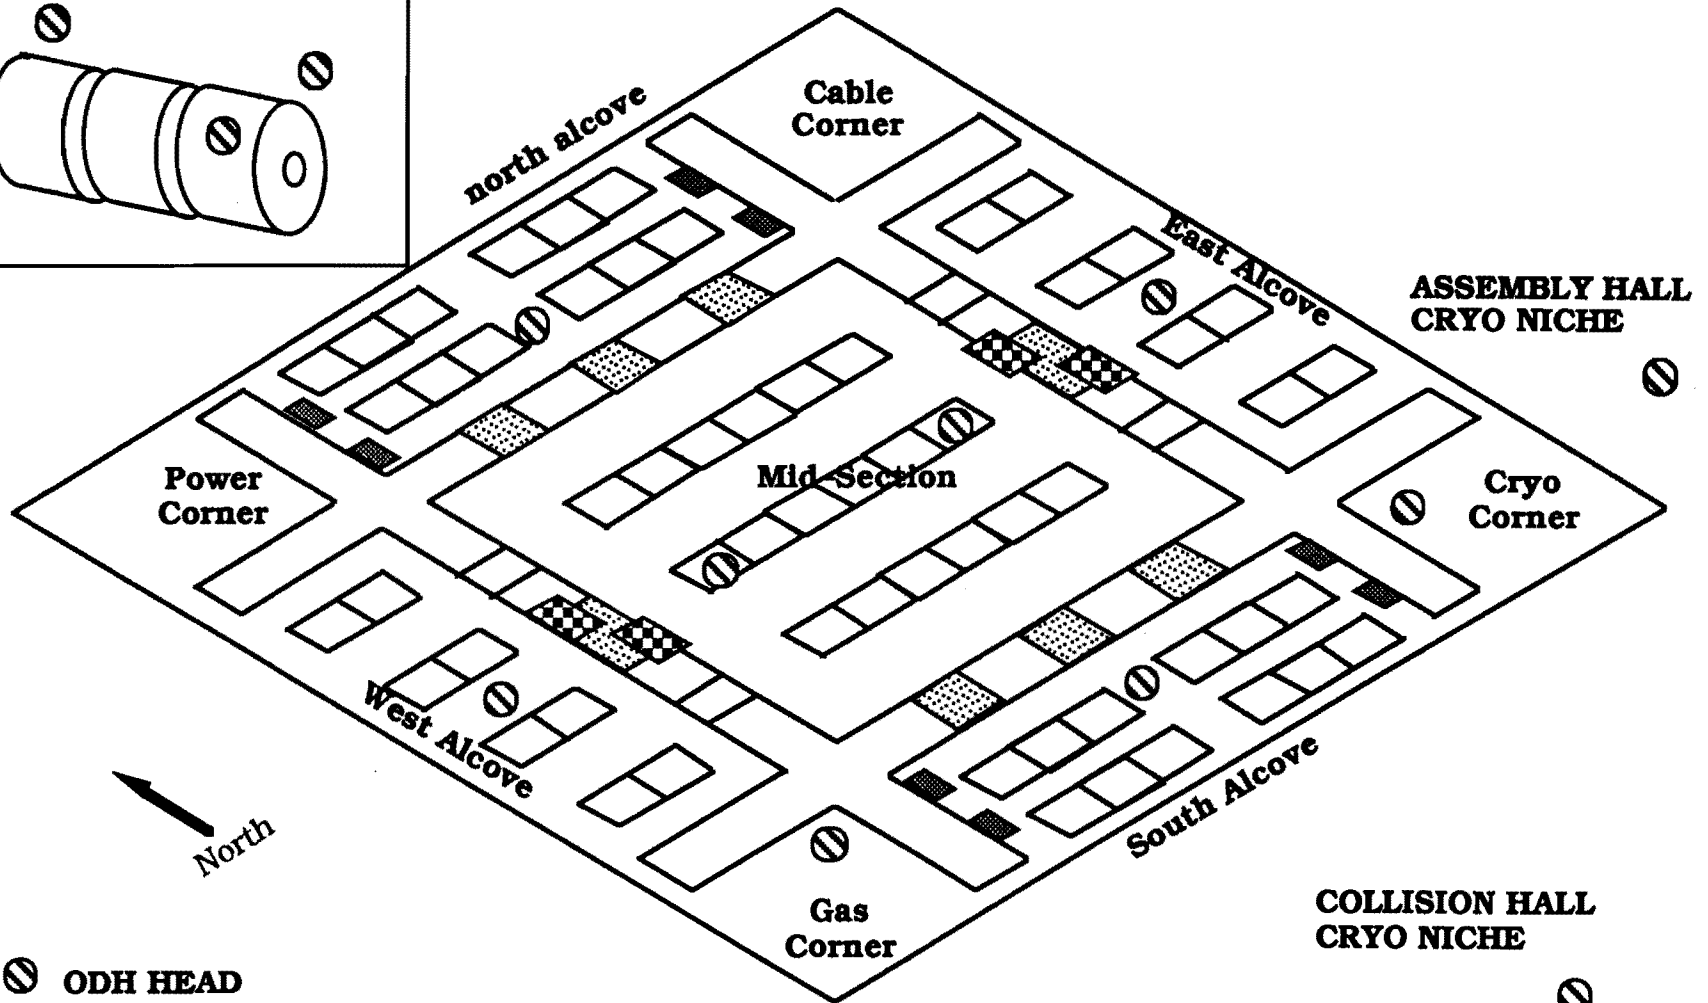 Cable
Corner
north alcove
East Alcove
ASSEMBLY HALL
CRYO NICHE
Power
Corner
Mid-Section
Cryo
Corner
West Alcove
South Alcove
North
Gas
Corner
COLLISION HALL
CRYO NICHE
ODH HEAD